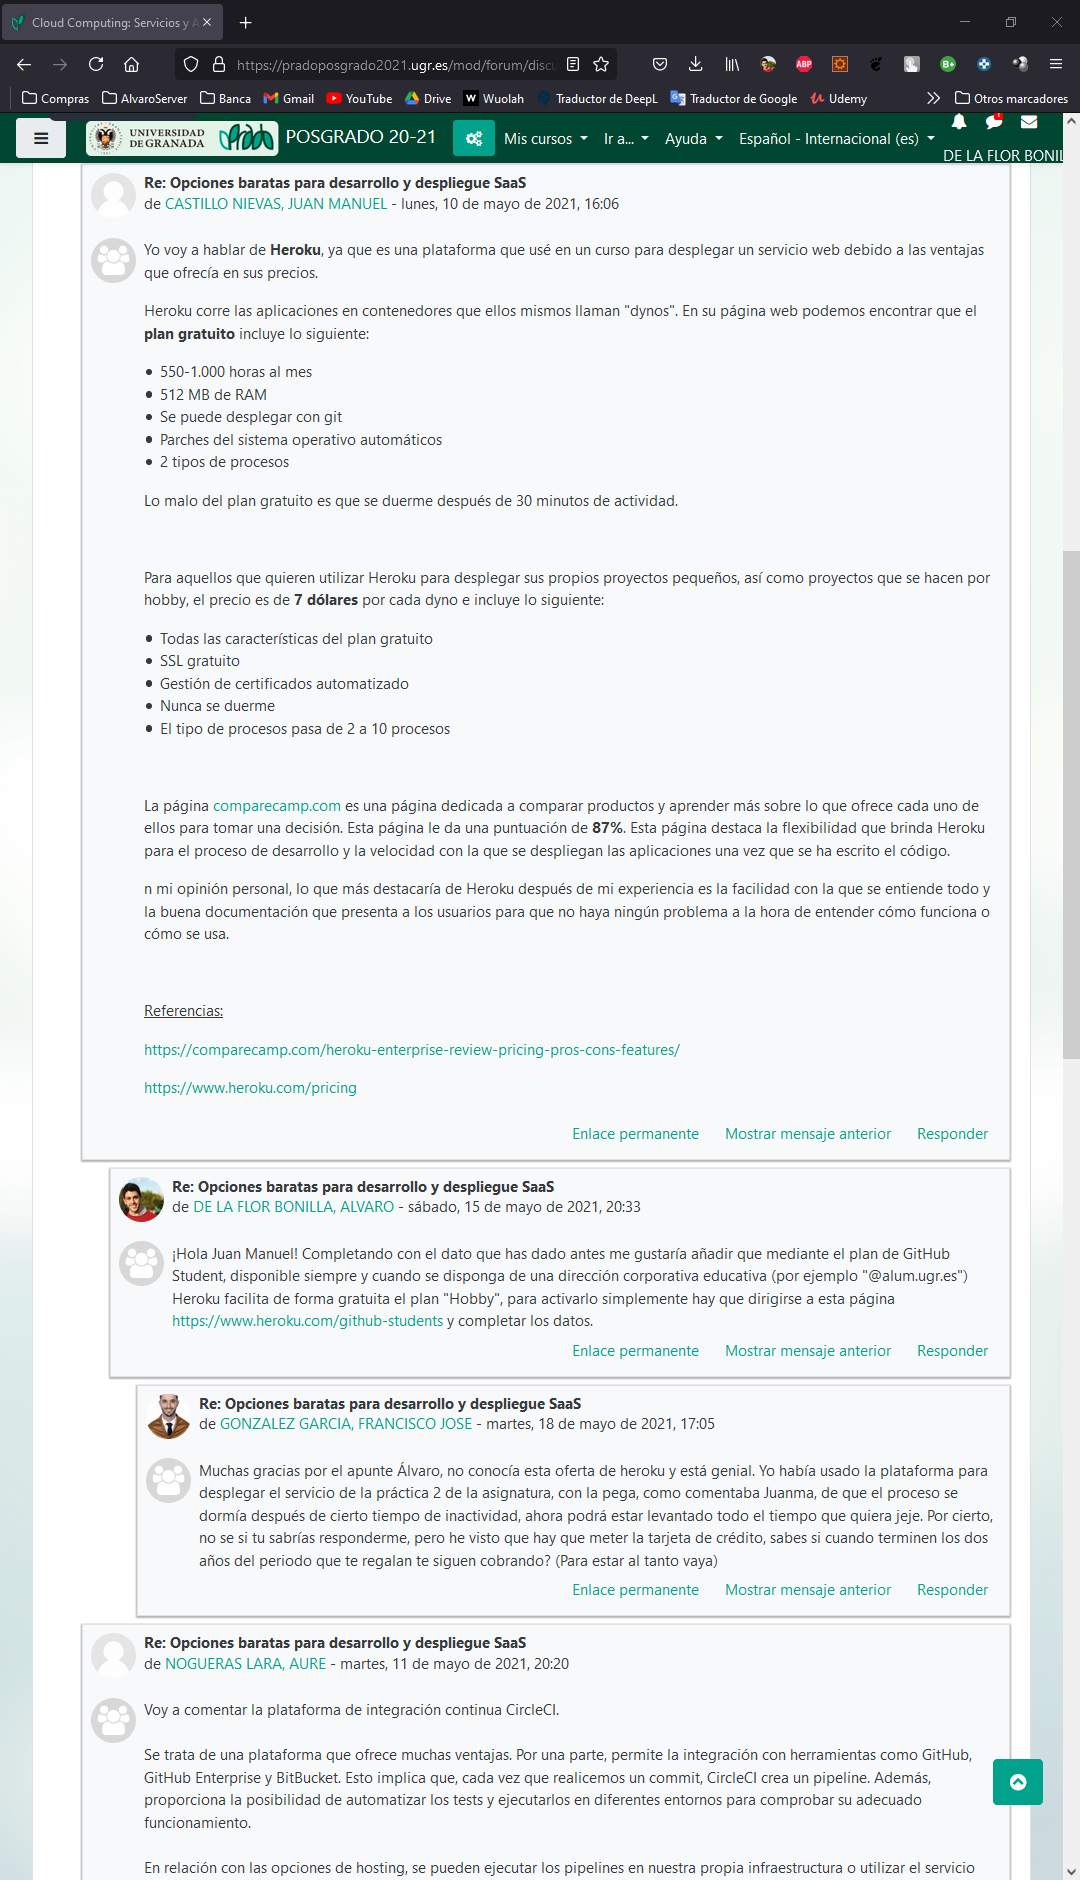 Cloud Computing: Servicios y A
https://pradoposgrado2021.ugr.es/mod/forum/discu
Compras AlvaroServer Banca Gmail YouTube Drive Wuolah Traductor de DeepL Traductor de Google Udemy Otros marcadores
UNIVERSIDAD DE GRANADA POSGRADO 20-21 Mis cursos Ir a... Ayuda Español - Internacional (es)
DE LA FLOR BONIL
Re: Opciones baratas para desarrollo y despliegue SaaS
de CASTILLO NIEVAS, JUAN MANUEL - lunes, 10 de mayo de 2021, 16:06
Yo voy a hablar de Heroku, ya que es una plataforma que usé en un curso para desplegar un servicio web debido a las ventajas
que ofrecía en sus precios.
Heroku corre las aplicaciones en contenedores que ellos mismos llaman "dynos". En su página web podemos encontrar que el
plan gratuito incluye lo siguiente:
• 550-1.000 horas al mes
• 512 MB de RAM
• Se puede desplegar con git
• Parches del sistema operativo automáticos
• 2 tipos de procesos
Lo malo del plan gratuito es que se duerme después de 30 minutos de actividad.
Para aquellos que quieren utilizar Heroku para desplegar sus propios proyectos pequeños, así como proyectos que se hacen por
hobby, el precio es de 7 dólares por cada dyno e incluye lo siguiente:
• Todas las características del plan gratuito
• SSL gratuito
• Gestión de certificados automatizado
• Nunca se duerme
• El tipo de procesos pasa de 2 a 10 procesos
La página comparecamp.com es una página dedicada a comparar productos y aprender más sobre lo que ofrece cada uno de
ellos para tomar una decisión. Esta página le da una puntuación de 87%. Esta página destaca la flexibilidad que brinda Heroku
para el proceso de desarrollo y la velocidad con la que se despliegan las aplicaciones una vez que se ha escrito el código.
n mi opinión personal, lo que más destacaría de Heroku después de mi experiencia es la facilidad con la que se entiende todo y
la buena documentación que presenta a los usuarios para que no haya ningún problema a la hora de entender cómo funciona o
cómo se usa.
Referencias:
https://comparecamp.com/heroku-enterprise-review-pricing-pros-cons-features/
https://www.heroku.com/pricing
Enlace permanente Mostrar mensaje anterior Responder
Re: Opciones baratas para desarrollo y despliegue SaaS
de DE LA FLOR BONILLA, ALVARO - sábado, 15 de mayo de 2021, 20:33
¡Hola Juan Manuel! Completando con el dato que has dado antes me gustaría añadir que mediante el plan de GitHub
Student, disponible siempre y cuando se disponga de una dirección corporativa educativa (por ejemplo "@alum.ugr.es")
Heroku facilita de forma gratuita el plan "Hobby", para activarlo simplemente hay que dirigirse a esta página
https://www.heroku.com/github-students y completar los datos.
Enlace permanente Mostrar mensaje anterior Responder
Re: Opciones baratas para desarrollo y despliegue SaaS
de GONZALEZ GARCIA, FRANCISCO JOSE - martes, 18 de mayo de 2021, 17:05
Muchas gracias por el apunte Álvaro, no conocía esta oferta de heroku y está genial. Yo había usado la plataforma para
desplegar el servicio de la práctica 2 de la asignatura, con la pega, como comentaba Juanma, de que el proceso se
dormía después de cierto tiempo de inactividad, ahora podrá estar levantado todo el tiempo que quiera jeje. Por cierto,
no se si tu sabrías responderme, pero he visto que hay que meter la tarjeta de crédito, sabes si cuando terminen los dos
años del periodo que te regalan te siguen cobrando? (Para estar al tanto vaya)
Enlace permanente Mostrar mensaje anterior Responder
Re: Opciones baratas para desarrollo y despliegue SaaS
de NOGUERAS LARA, AURE - martes, 11 de mayo de 2021, 20:20
Voy a comentar la plataforma de integración continua CircleCI.
Se trata de una plataforma que ofrece muchas ventajas. Por una parte, permite la integración con herramientas como GitHub,
GitHub Enterprise y BitBucket. Esto implica que, cada vez que realicemos un commit, CircleCI crea un pipeline. Además,
proporciona la posibilidad de automatizar los tests y ejecutarlos en diferentes entornos para comprobar su adecuado
funcionamiento.
En relación con las opciones de hosting, se pueden ejecutar los pipelines en nuestra propia infraestructura o utilizar el servicio